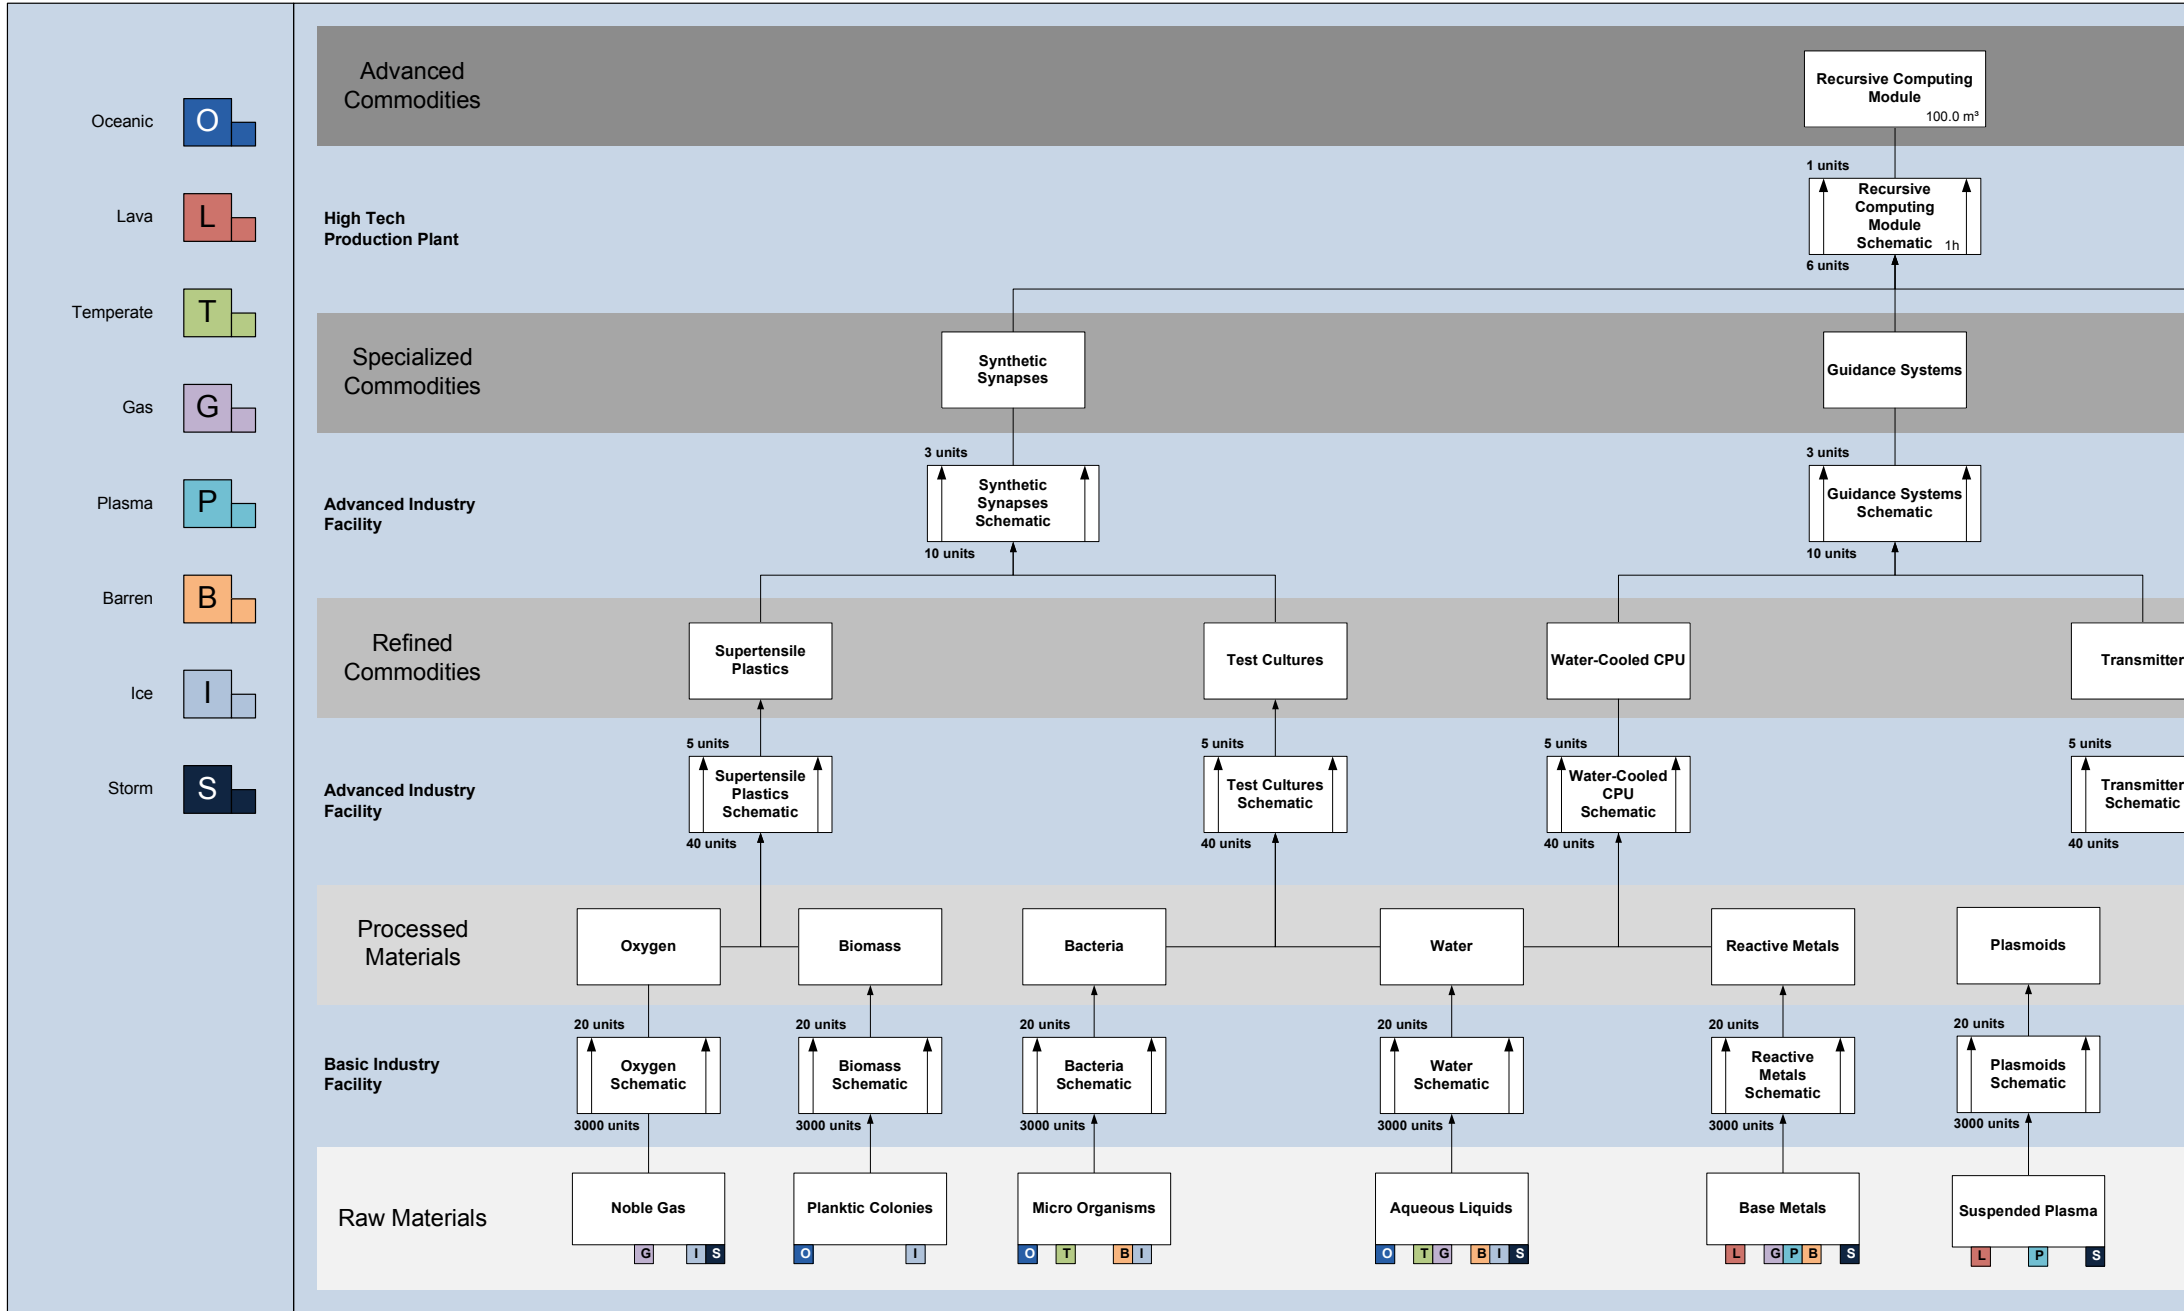 Oceanic
O
Lava
L
Temperate
T
Gas
G
Plasma
P
Barren
B
Ice
I
Storm
S
Advanced
Commodities
Recursive Computing
Module
100.0 m³
1 units
High Tech
Production Plant
Recursive
Computing
Module
Schematic
1h
6 units
Specialized
Commodities
Synthetic
Synapses
Guidance Systems
3 units
3 units
Advanced Industry
Facility
Synthetic
Synapses
Schematic
Guidance Systems
Schematic
10 units
10 units
Refined
Commodities
Supertensile
Plastics
Test Cultures
Water-Cooled CPU
Transmitter
5 units
5 units
5 units
5 units
Advanced Industry
Facility
Supertensile
Plastics
Schematic
Test Cultures
Schematic
Water-Cooled
CPU
Schematic
Transmitter
Schematic
40 units
40 units
40 units
40 units
Processed
Materials
Oxygen
Biomass
Bacteria
Water
Reactive Metals
Plasmoids
20 units
20 units
20 units
20 units
20 units
20 units
Basic Industry
Facility
Oxygen
Schematic
Biomass
Schematic
Bacteria
Schematic
Water
Schematic
Reactive
Metals
Schematic
Plasmoids
Schematic
3000 units
3000 units
3000 units
3000 units
3000 units
3000 units
Raw Materials
Noble Gas
Planktic Colonies
Micro Organisms
Aqueous Liquids
Base Metals
Suspended Plasma
G I S
O I
O T B I
O T G B I S
L G P B S
L P S